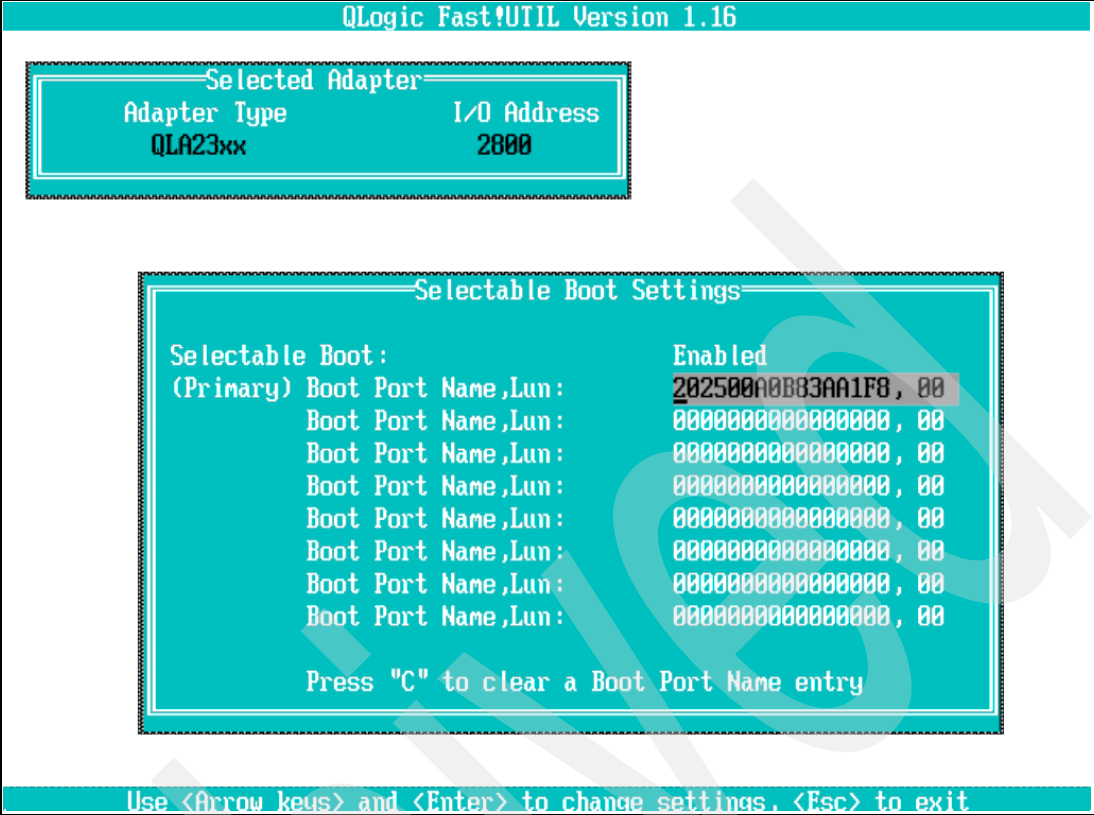 QLogic Fast!UTIL Version 1.16
Selected Adapter
Adapter Type I/O Address
QLA23xx 2800
Selectable Boot Settings
Selectable Boot: Enabled
(Primary) Boot Port Name,Lun: 202500A0B83AA1F8, 00
Boot Port Name,Lun: 0000000000000000, 00
Boot Port Name,Lun: 0000000000000000, 00
Boot Port Name,Lun: 0000000000000000, 00
Boot Port Name,Lun: 0000000000000000, 00
Boot Port Name,Lun: 0000000000000000, 00
Boot Port Name,Lun: 0000000000000000, 00
Boot Port Name,Lun: 0000000000000000, 00
Press "C" to clear a Boot Port Name entry
Use <Arrow keys> and <Enter> to change settings, <Esc> to exit